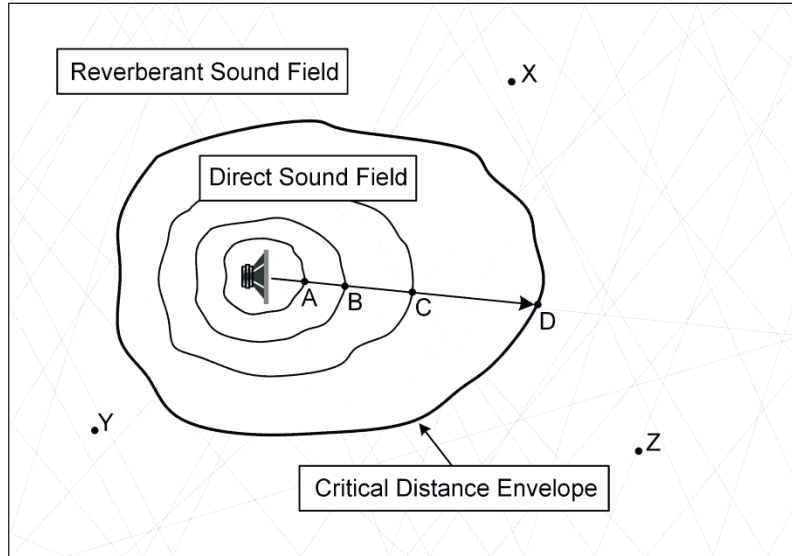 Reverberant Sound Field
X
Direct Sound Field
A
B
C
D
Y
Z
Critical Distance Envelope